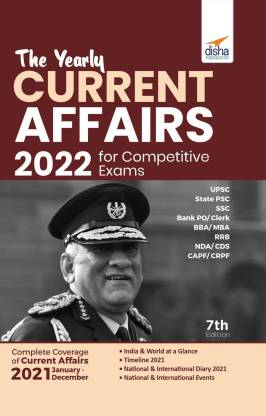 disha
The Yearly
CURRENT
AFFAIRS
2022 for Competitive
Exams
UPSC
State PSC
SSC
Bank PO/Clerk
BBA/MBA
RRB
NDA/CDS
CAPF/CRPF
7th
Edition
Complete Coverage
of Current Affairs
2021 January -
December
• India & World at a Glance
• Timeline 2021
• National & International Diary 2021
• National & International Events